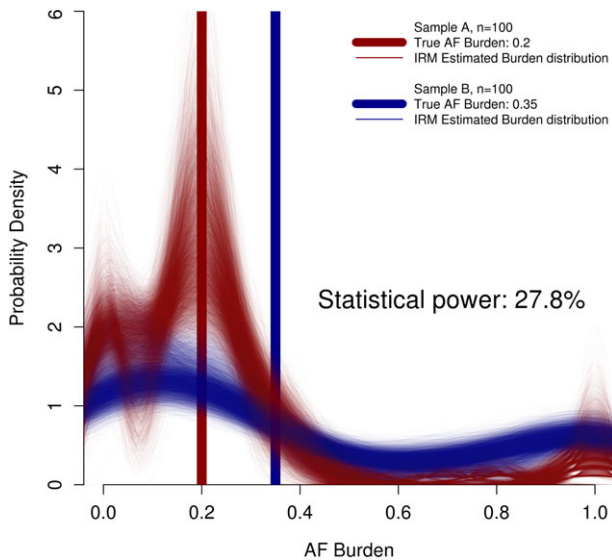 Sample A, n=100
True AF Burden: 0.2
IRM Estimated Burden distribution
Sample B, n=100
True AF Burden: 0.35
IRM Estimated Burden distribution
Statistical power: 27.8%
Probability Density
6
5
4
3
2
1
0
0.0 0.2 0.4 0.6 0.8 1.0
AF Burden